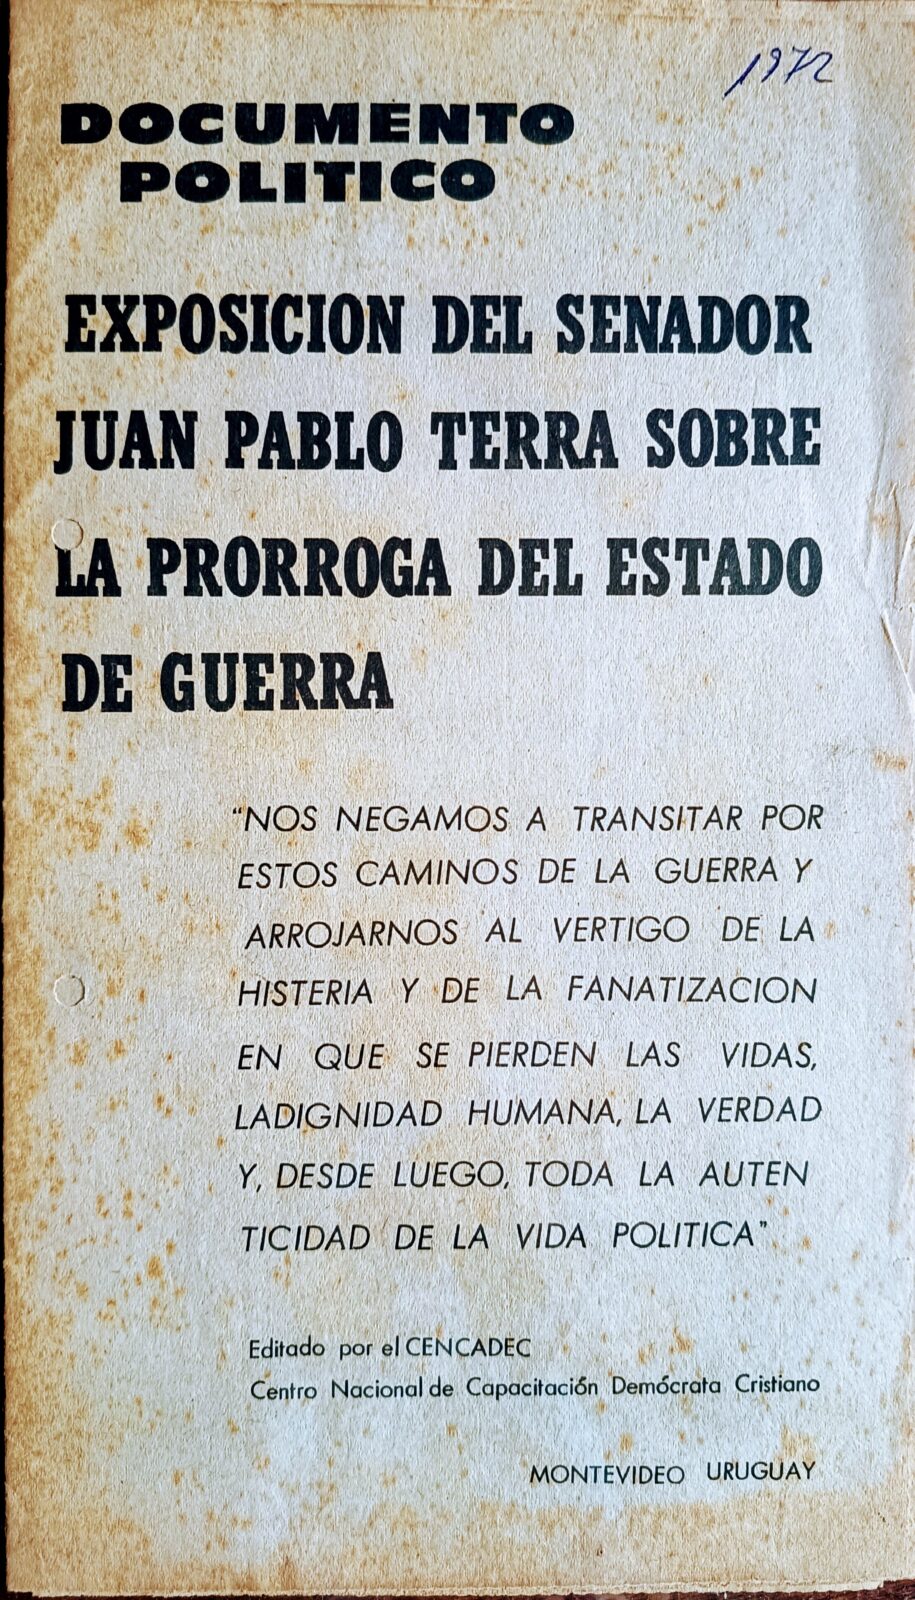 1972
DOCUMENTO
POLITICO
EXPOSICION DEL SENADOR
JUAN PABLO TERRA SOBRE
LA PRORROGA DEL ESTADO
DE GUERRA
"NOS NEGAMOS A TRANSITAR POR
ESTOS CAMINOS DE LA GUERRA Y
ARROJARNOS AL VERTIGO DE LA
HISTERIA Y DE LA FANATIZACION
EN QUE SE PIERDEN LAS VIDAS,
LADIGNIDAD HUMANA, LA VERDAD
Y, DESDE LUEGO, TODA LA AUTEN
TICIDAD DE LA VIDA POLITICA"
Editado por el CENCADEC
Centro Nacional de Capacitación Demócrata Cristiano
MONTEVIDEO URUGUAY